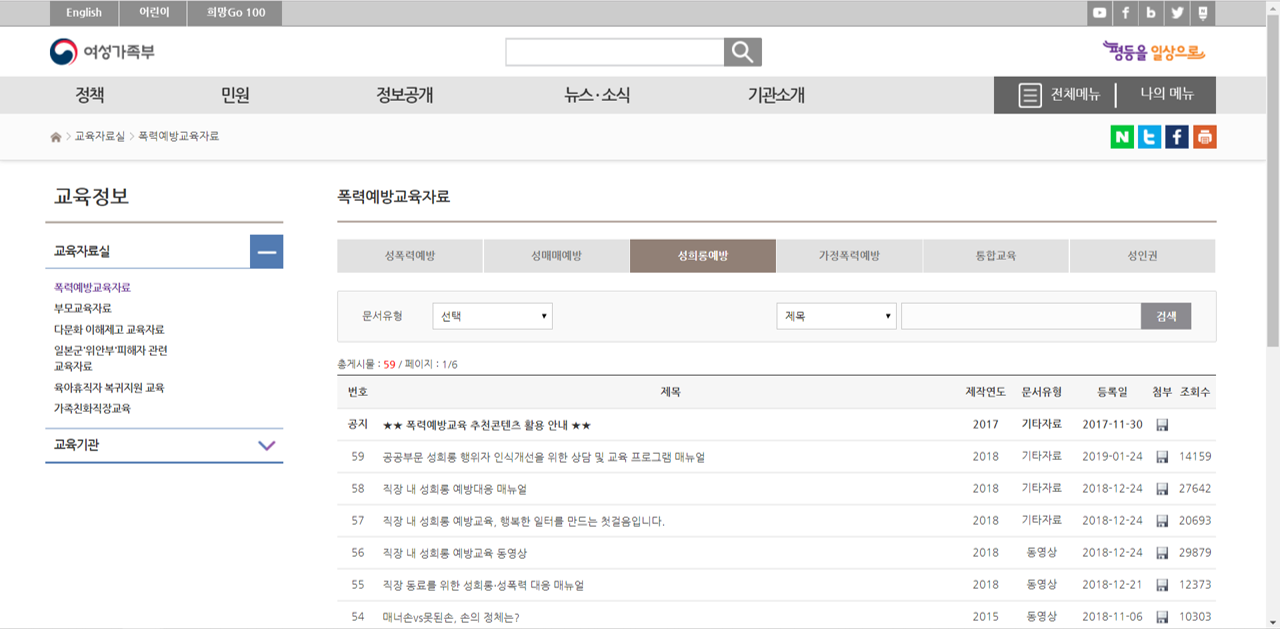 English 어린이 희망Go 100
여성가족부
평등을 일상으로
정책 민원 정보공개 뉴스·소식 기관소개 전체메뉴 나의 메뉴
> 교육자료실 > 폭력예방교육자료
교육정보
교육자료실
폭력예방교육자료
부모교육자료
다문화 이해제고 교육자료
일본군'위안부'피해자 관련
교육자료
육아휴직자 복귀지원 교육
가족친화직장교육
교육기관
폭력예방교육자료
성폭력예방 성매매예방 성희롱예방 가정폭력예방 통합교육 성인권
문서유형 선택 제목 검색
총게시물 : 59 / 페이지 : 1/6
번호 제목 제작연도 문서유형 등록일 첨부 조회수
공지 ★★ 폭력예방교육 추천콘텐츠 활용 안내 ★★ 2017 기타자료 2017-11-30
59 공공부문 성희롱 행위자 인식개선을 위한 상담 및 교육 프로그램 매뉴얼 2018 기타자료 2019-01-24 14159
58 직장 내 성희롱 예방대응 매뉴얼 2018 기타자료 2018-12-24 27642
57 직장 내 성희롱 예방교육, 행복한 일터를 만드는 첫걸음입니다. 2018 기타자료 2018-12-24 20693
56 직장 내 성희롱 예방교육 동영상 2018 동영상 2018-12-24 29879
55 직장 동료를 위한 성희롱·성폭력 대응 매뉴얼 2018 동영상 2018-12-21 12373
54 매너손vs못된손, 손의 정체는? 2015 동영상 2018-11-06 10303